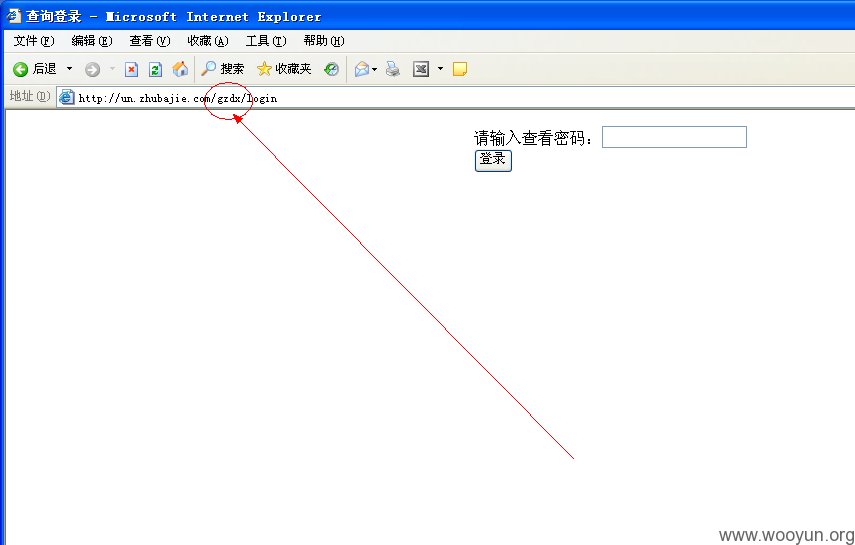 查询登录 - Microsoft Internet Explorer
文件(F) 编辑(E) 查看(V) 收藏(A) 工具(T) 帮助(H)
后退 搜索 收藏夹
地址(D) http://un.zhubajie.com/gzdx/login
请输入查看密码：
登录
www.wooyun.org